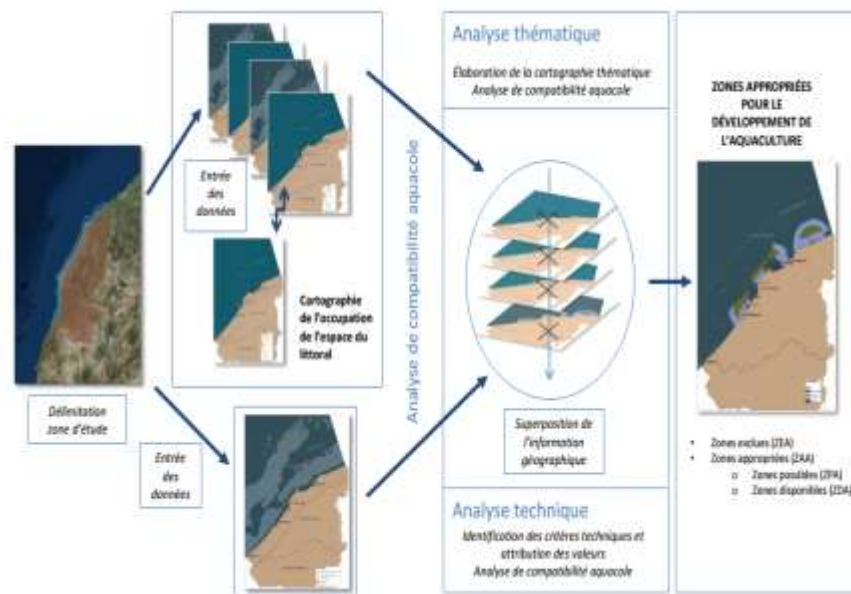 Délimitation
zone d'étude
Entrée
des
données
Cartographie
de l'occupation
de l'espace du
littoral
Entrée
des
données
Analyse de compatibilité aquacole
Analyse thématique
Élaboration de la cartographie thématique
Analyse de compatibilité aquacole
Superposition de
l'information
géographique
Analyse technique
Identification des critères techniques et
attribution des valeurs
Analyse de compatibilité aquacole
ZONES APPROPRIÉES
POUR LE
DÉVELOPPEMENT DE
L'AQUACULTURE
• Zones exclues (ZEA)
• Zones appropriées (ZAA)
o Zones possibles (ZPA)
o Zones disponibles (ZDA)